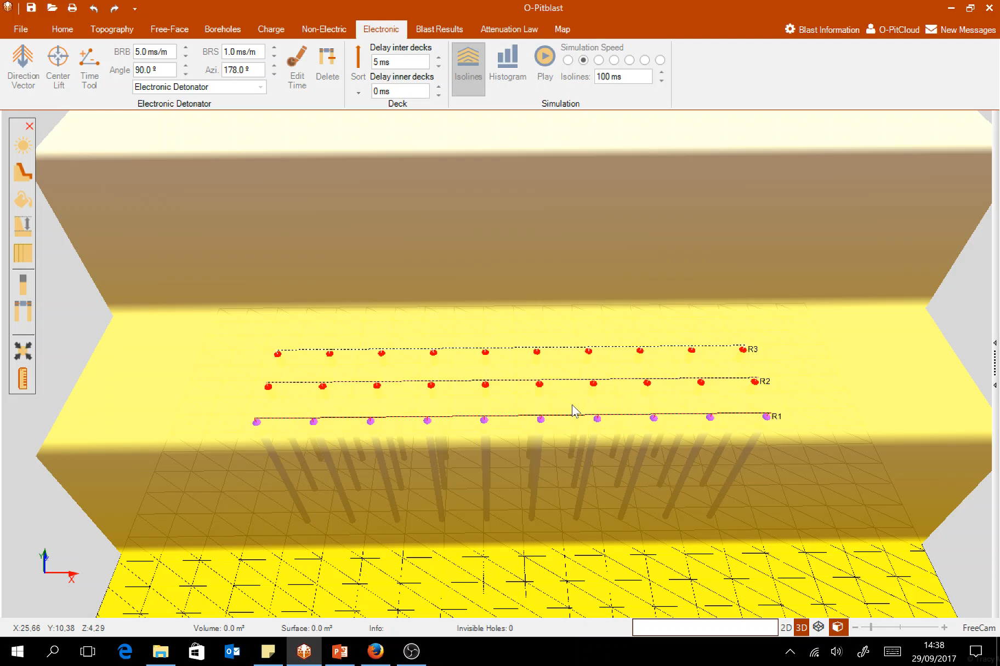 O-Pitblast
File Home Topography Free-Face Boreholes Charge Non-Electric Electronic Blast Results Attenuation Law Map Blast Information O-PitCloud New Messages
BRB 5.0 ms/m BRS 1.0 ms/m Delay inter decks Simulation Speed
5 ms
Angle 90.0 º Azi. 178.0 º
Direction Vector Center Lift Time Tool Edit Time Delete Sort Delay inner decks Isolines Histogram Play Isolines: 100 ms
Electronic Detonator 0 ms
Electronic Detonator Deck Simulation
R3
R2
R1
Y
X
X:25,66 Y:10,38 Z:4,29 Volume: 0.0 m³ Surface: 0.0 m² Info: Invisible Holes: 0 2D 3D FreeCam
14:38
29/09/2017
© Tracy